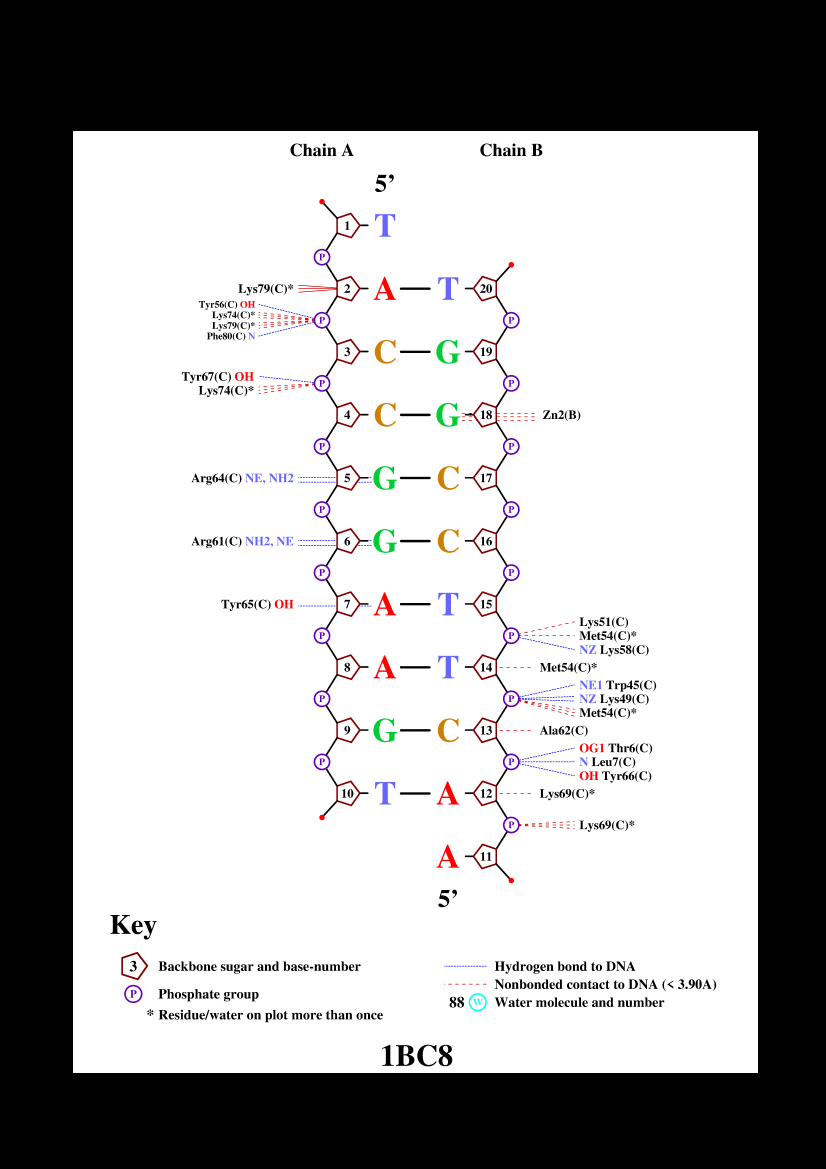 Chain A Chain B
5’
1 T
P
Lys79(C)* 2 A T 20
Tyr56(C) OH
Lys74(C)*
P P
Lys79(C)*
Phe80(C) N
3 C G 19
Tyr67(C) OH
P P
Lys74(C)*
4 C G 18 Zn2(B)
P P
Arg64(C) NE, NH2 5 G C 17
P P
Arg61(C) NH2, NE 6 G C 16
P P
Tyr65(C) OH 7 A T 15
Lys51(C)
P P Met54(C)*
NZ Lys58(C)
8 A T 14 Met54(C)*
NE1 Trp45(C)
P P NZ Lys49(C)
Met54(C)*
9 G C 13 Ala62(C)
OG1 Thr6(C)
P P N Leu7(C)
OH Tyr66(C)
10 T A 12 Lys69(C)*
P Lys69(C)*
A 11
5’
Key
3 Backbone sugar and base-number
P Phosphate group
* Residue/water on plot more than once
Hydrogen bond to DNA
Nonbonded contact to DNA (< 3.90A)
88 W Water molecule and number
1BC8